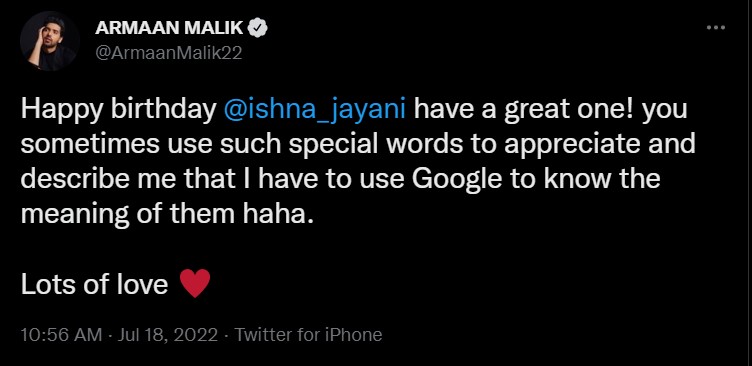 ARMAAN MALIK
@ArmaanMalik22
Happy birthday @ishna_jayani have a great one! you
sometimes use such special words to appreciate and
describe me that I have to use Google to know the
meaning of them haha.
Lots of love ♥
10:56 AM · Jul 18, 2022 · Twitter for iPhone